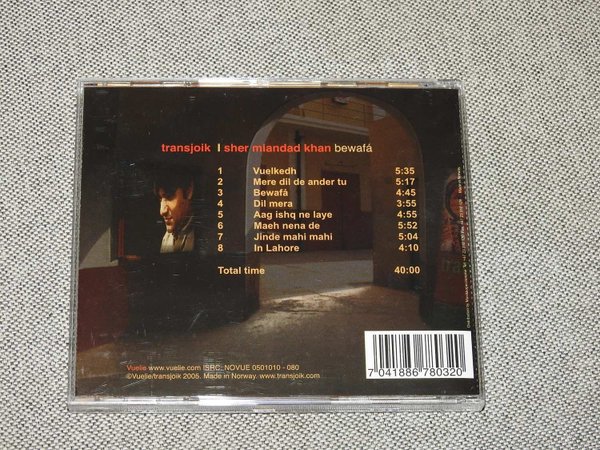 transjoik I sher miandad khan bewafá
1 Vuelkedh 5:35
2 Mere dil de ander tu 5:17
3 Bewafá 4:45
4 Dil mera 3:55
5 Aag ishq ne laye 4:55
6 Maeh nena de 5:52
7 Jinde mahi mahi 5:04
8 In Lahore 4:10
Total time 40:00
Vuelie www.vuelie.com ISRC: NOVUE 0501010 - 080
©Vuelie/transjoik 2005. Made in Norway. www.transjoik.com
7 041886 780320